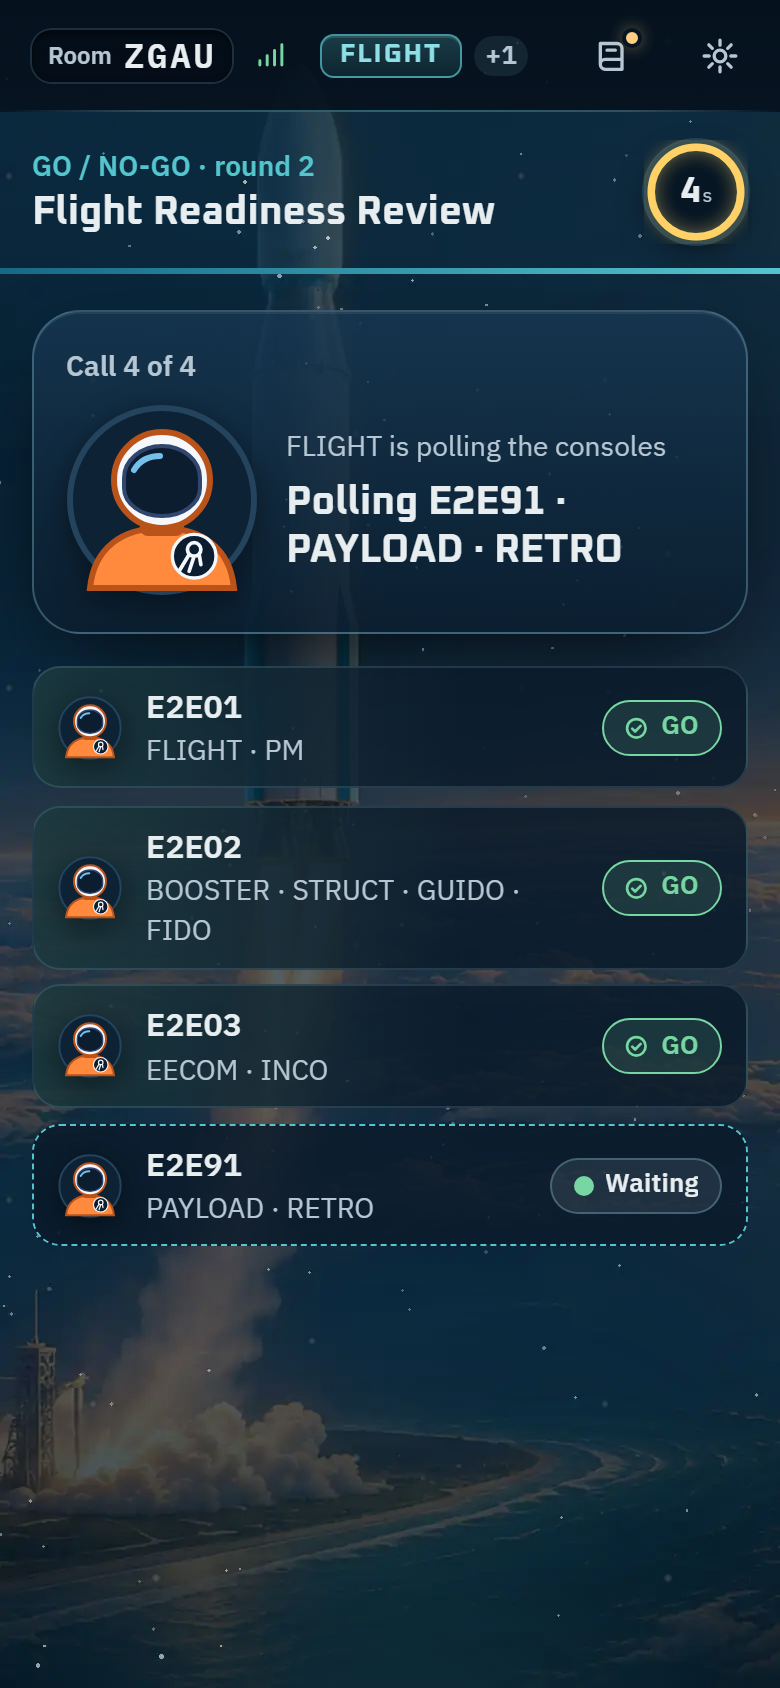 Room ZGAU FLIGHT +1
GO / NO-GO · round 2
Flight Readiness Review
4s
Call 4 of 4
FLIGHT is polling the consoles
Polling E2E91 ·
PAYLOAD · RETRO
E2E01
FLIGHT · PM
GO
E2E02
BOOSTER · STRUCT · GUIDO ·
FIDO
GO
E2E03
EECOM · INCO
GO
E2E91
PAYLOAD · RETRO
Waiting